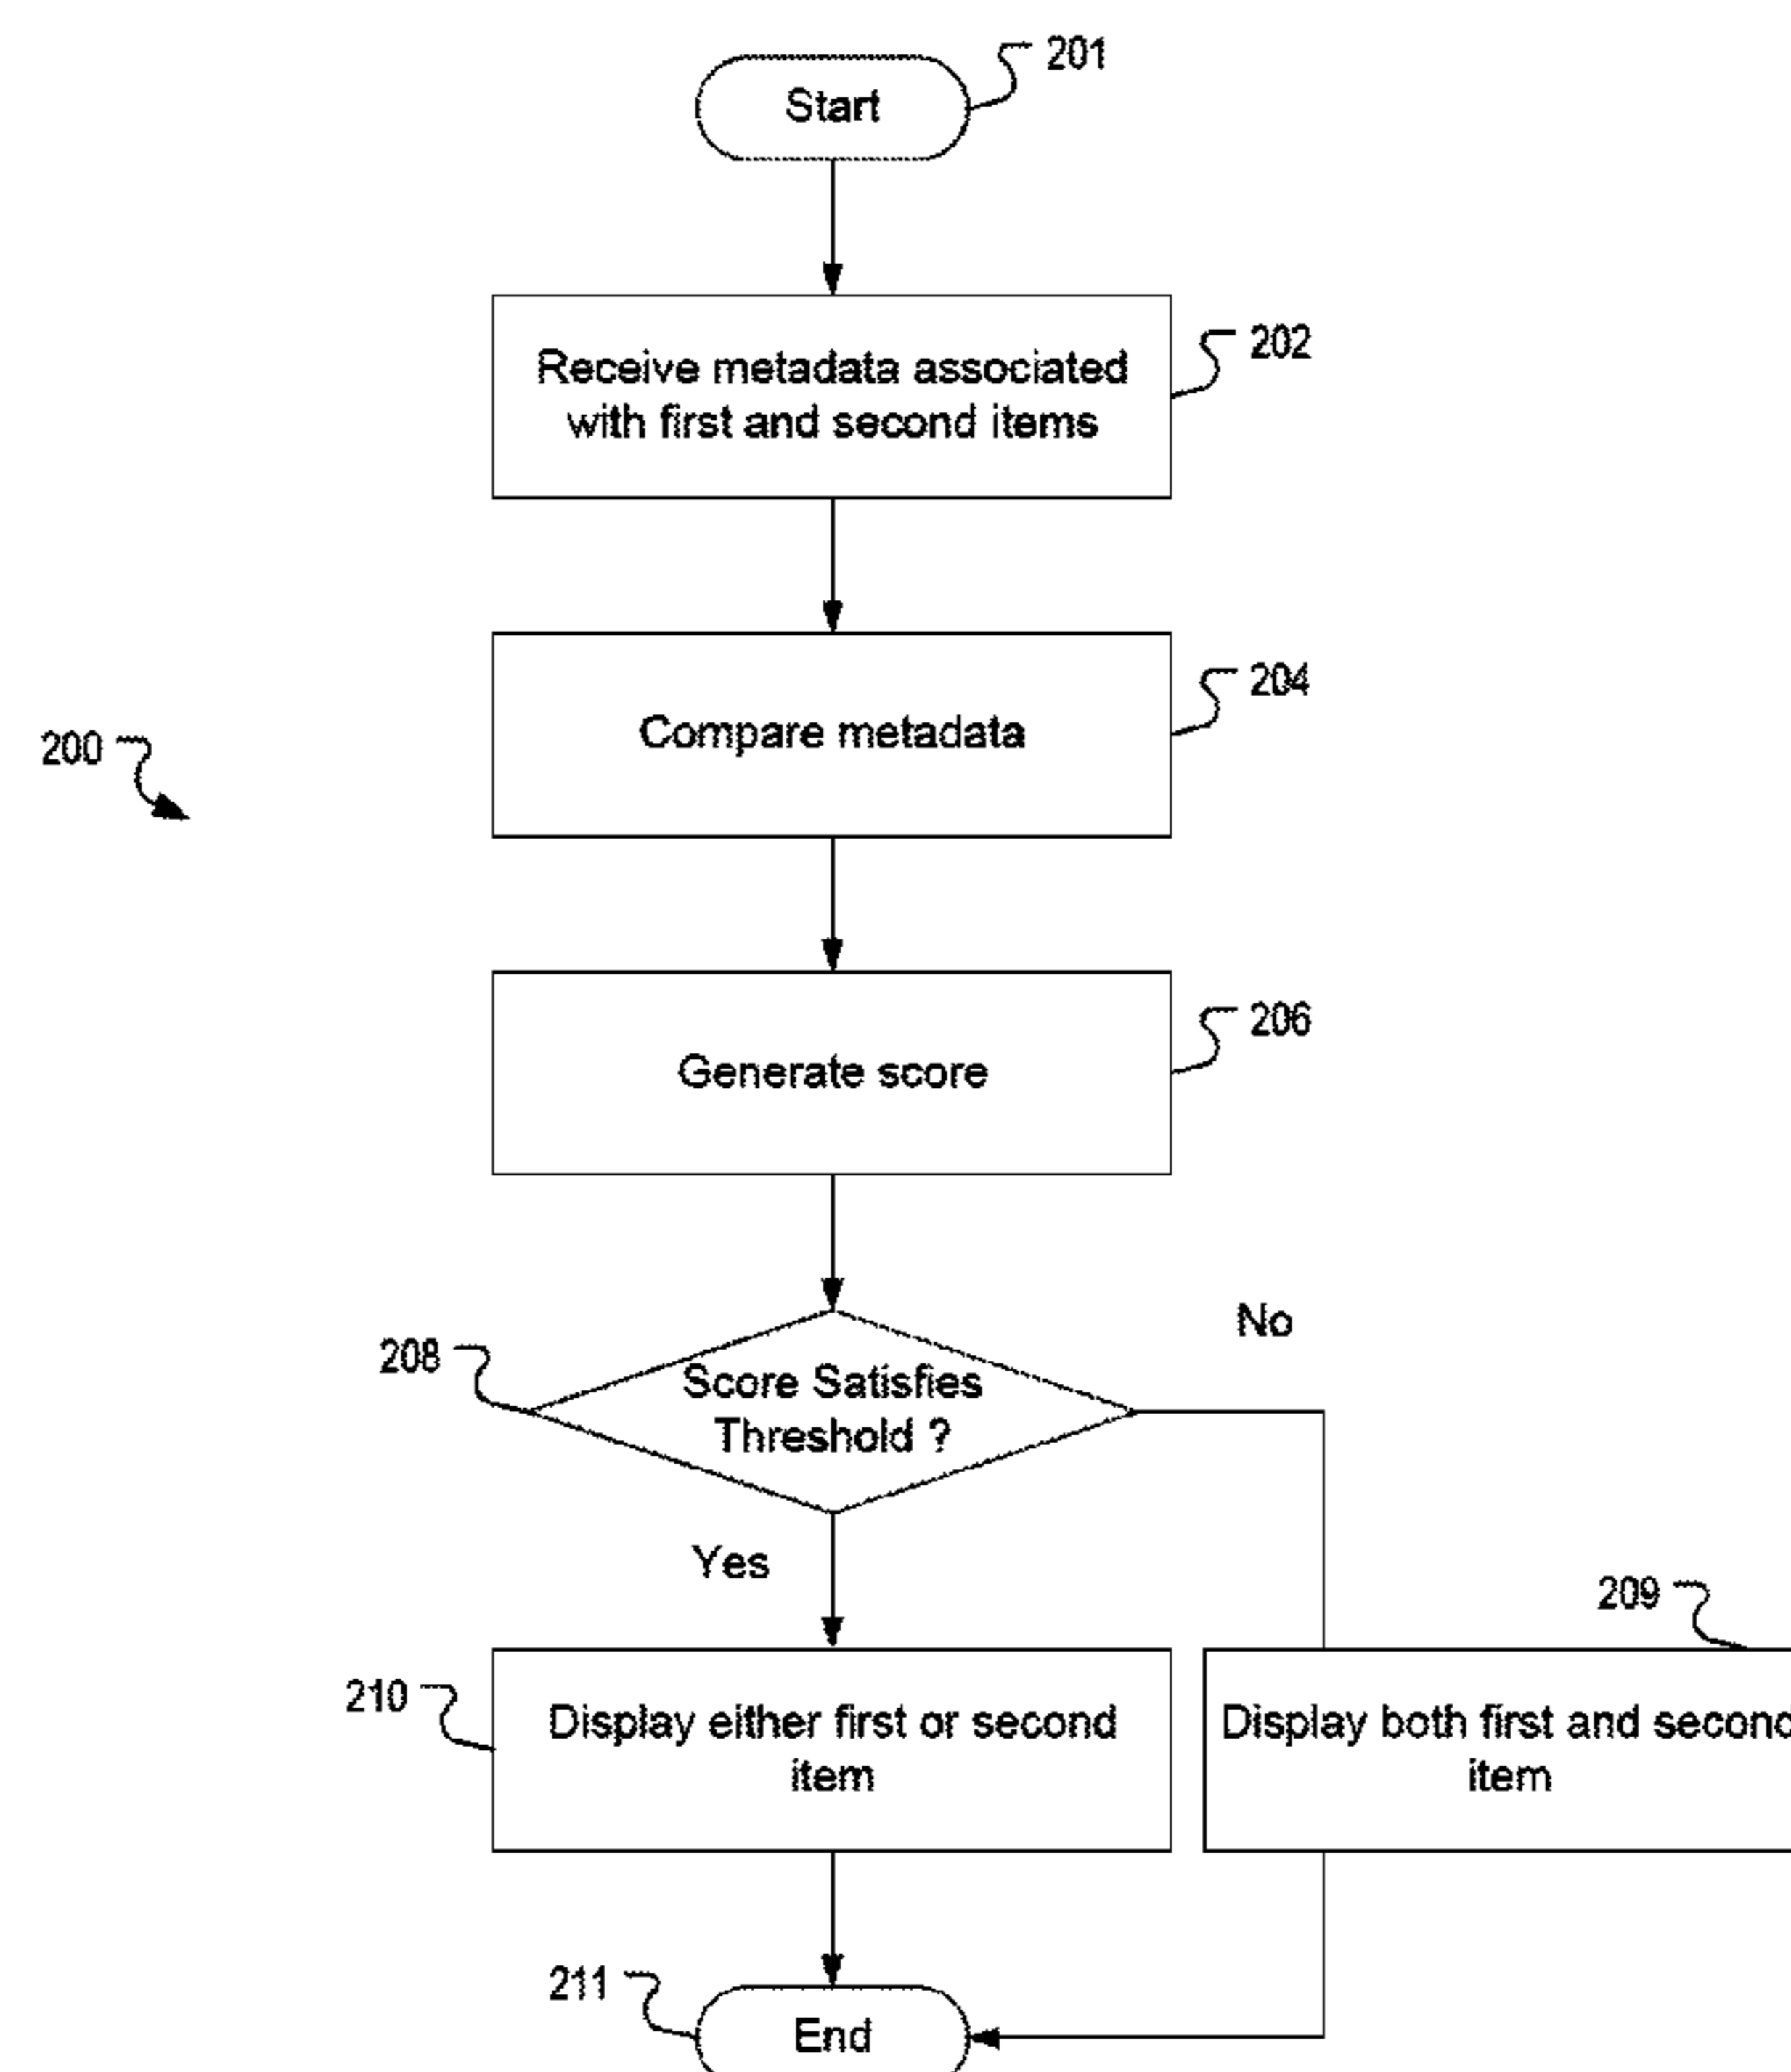 Start
201
Receive metadata associated
with first and second items
202
Compare metadata
204
200
Generate score
206
Score Satisfies
Threshold ?
208
No
Yes
209
210
Display either first or second
item
Display both first and second
item
211
End